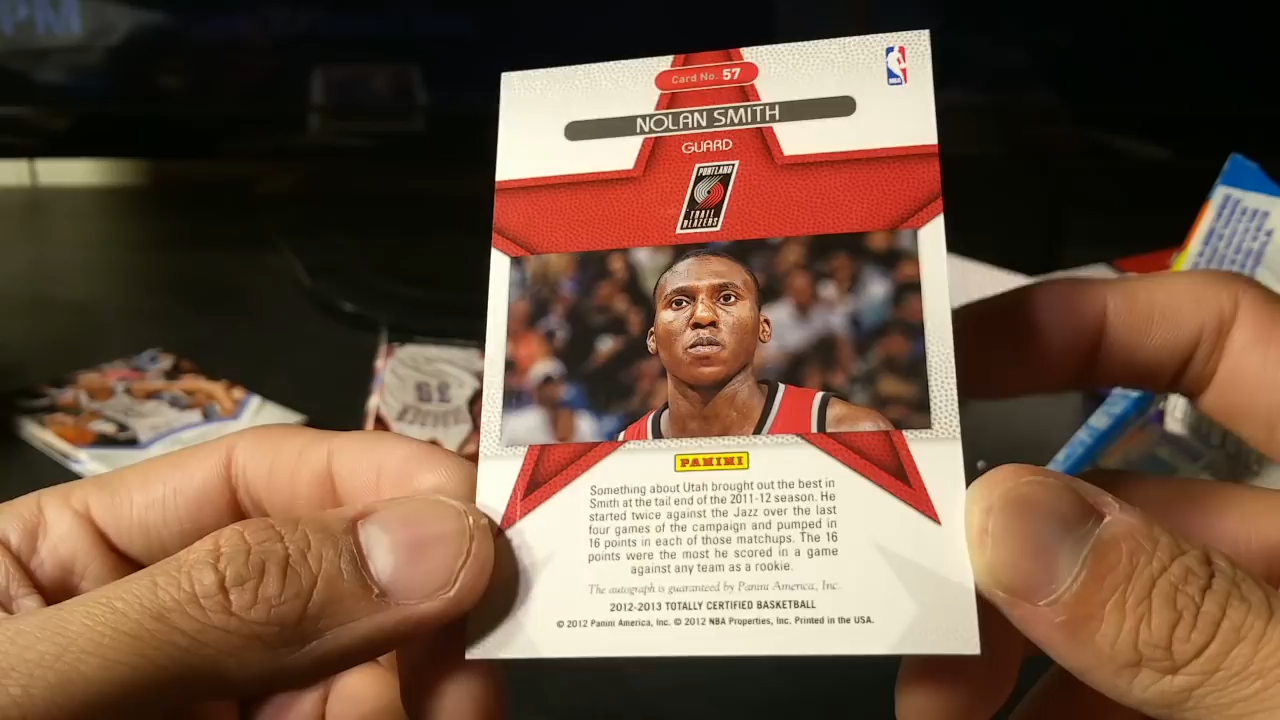 PM
Card No. 57
NBA
NOLAN SMITH
GUARD
PORTLAND
TRAIL
BLAZERS
32
PANINI
Something about Utah brought out the best in
Smith at the tail end of the 2011-12 season. He
started twice against the Jazz over the last
four games of the campaign and pumped in
16 points in each of those matchups. The 16
points were the most he scored in a game
against any team as a rookie.
The autograph is guaranteed by Panini America, Inc.
2012-2013 TOTALLY CERTIFIED BASKETBALL
© 2012 Panini America, Inc. © 2012 NBA Properties, Inc. Printed in the USA.